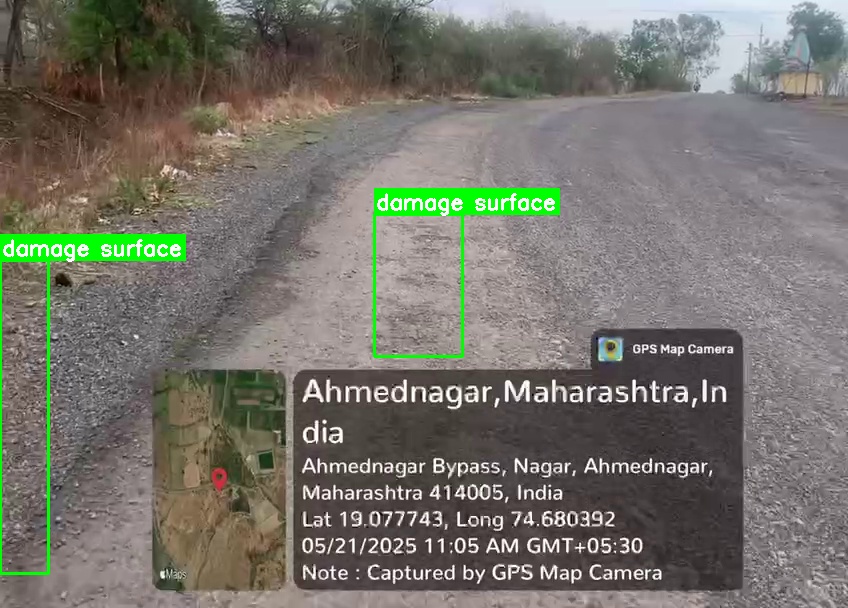 damage surface
damage surface
GPS Map Camera
Ahmednagar,Maharashtra,In
dia
Ahmednagar Bypass, Nagar, Ahmednagar,
Maharashtra 414005, India
Lat 19.077743, Long 74.680392
05/21/2025 11:05 AM GMT+05:30
Note : Captured by GPS Map Camera
Maps